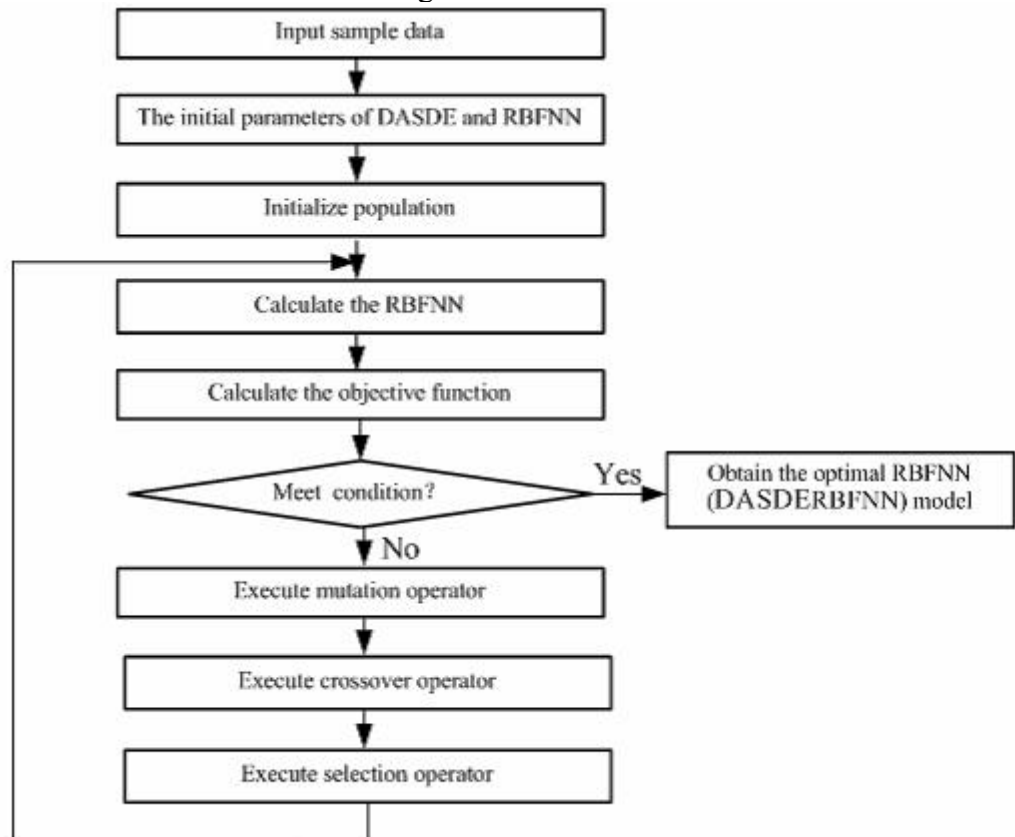 Input sample data
The initial parameters of DASDE and RBFNN
Initialize population
Calculate the RBFNN
Calculate the objective function
Meet condition?
Yes
Obtain the optimal RBFNN
(DASDERBFNN) model
No
Execute mutation operator
Execute crossover operator
Execute selection operator